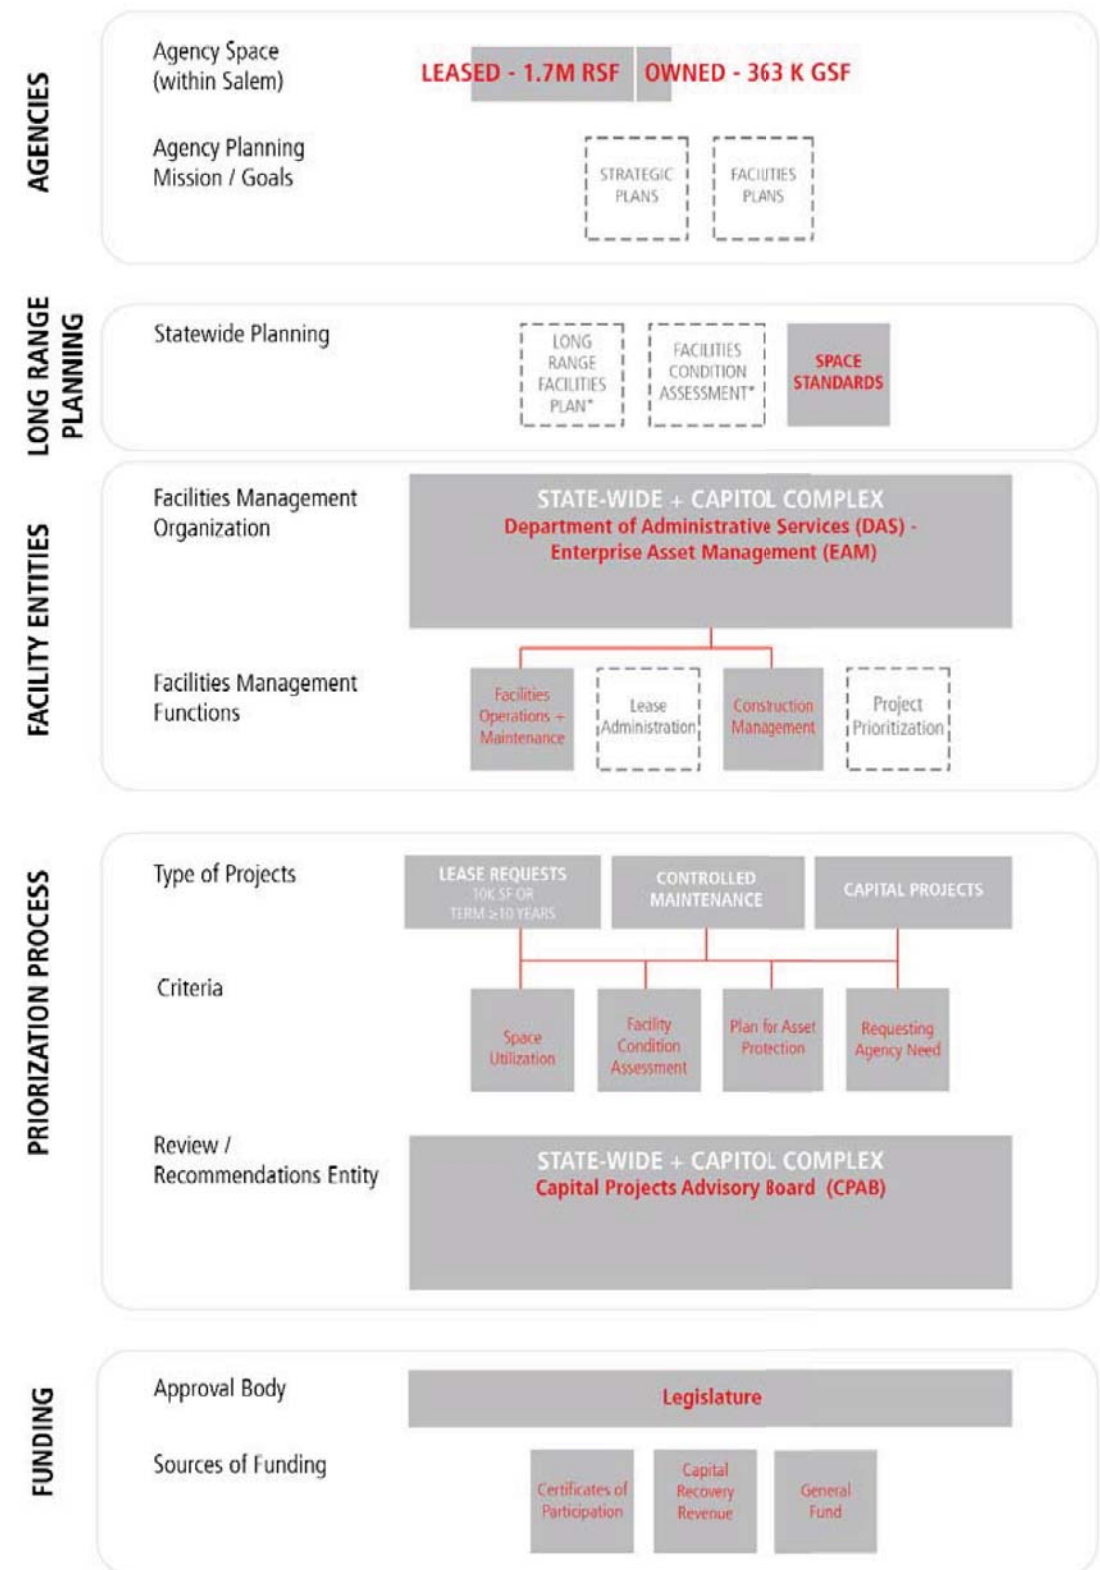 AGENCIES
Agency Space
(within Salem)
LEASED - 1.7M RSF
OWNED - 363 K GSF
Agency Planning
Mission / Goals
STRATEGIC
PLANS
FACILITIES
PLANS
LONG RANGE
PLANNING
Statewide Planning
LONG
RANGE
FACILITIES
PLAN*
FACILITIES
CONDITION
ASSESSMENT*
SPACE
STANDARDS
FACILITY ENTITIES
Facilities Management
Organization
STATE-WIDE + CAPITOL COMPLEX
Department of Administrative Services (DAS) -
Enterprise Asset Management (EAM)
Facilities Management
Functions
Facilities
Operations +
Maintenance
Lease
Administration
Construction
Management
Project
Prioritization
PRIORIZATION PROCESS
Type of Projects
LEASE REQUESTS
10K SF OR
TERM ≥10 YEARS
CONTROLLED
MAINTENANCE
CAPITAL PROJECTS
Criteria
Space
Utilization
Facility
Condition
Assessment
Plan for Asset
Protection
Requesting
Agency Need
Review /
Recommendations Entity
STATE-WIDE + CAPITOL COMPLEX
Capital Projects Advisory Board (CPAB)
FUNDING
Approval Body
Legislature
Sources of Funding
Certificates of
Participation
Capital
Recovery
Revenue
General
Fund